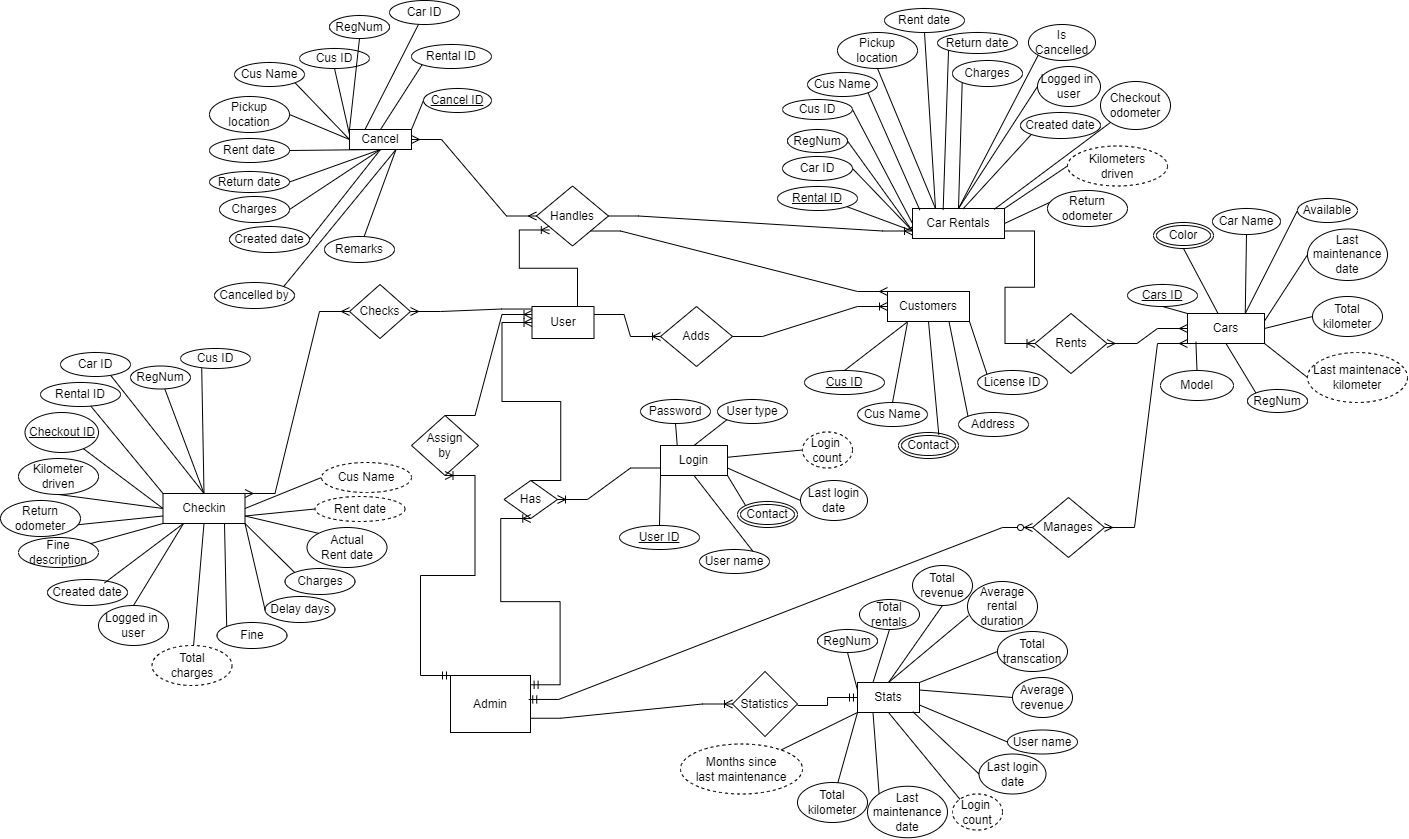 Car ID
RegNum
Cus ID
Rental ID
Cus Name
Cancel ID
Pickup
location
Cancel
Rent date
Return date
Charges
Created date
Remarks
Cancelled by
Handles
Rent date
Is
Cancelled
Return date
Pickup
location
Charges
Logged in
user
Cus Name
Checkout
odometer
Cus ID
Created date
RegNum
Kilometers
driven
Car ID
Rental ID
Return
odometer
Car Rentals
Color
Car Name
Available
Last
maintenance
date
Cars ID
Total
kilometer
Cars
Last maintenace
kilometer
Model
RegNum
Rents
Checks
User
Adds
Customers
Cus ID
License ID
Cus Name
Address
Contact
Cus ID
Car ID
RegNum
Rental ID
Checkout ID
Kilometer
driven
Cus Name
Return
odometer
Checkin
Rent date
Fine
description
Actual
Rent date
Created date
Charges
Logged in
user
Delay days
Fine
Total
charges
Assign
by
Has
Password
User type
Login
count
Login
Last login
date
Contact
User ID
User name
Manages
Admin
Statistics
Total
revenue
Average
rental
duration
Total
rentals
RegNum
Total
transcation
Stats
Average
revenue
User name
Months since
last maintenance
Last login
date
Total
kilometer
Last
maintenance
date
Login
count